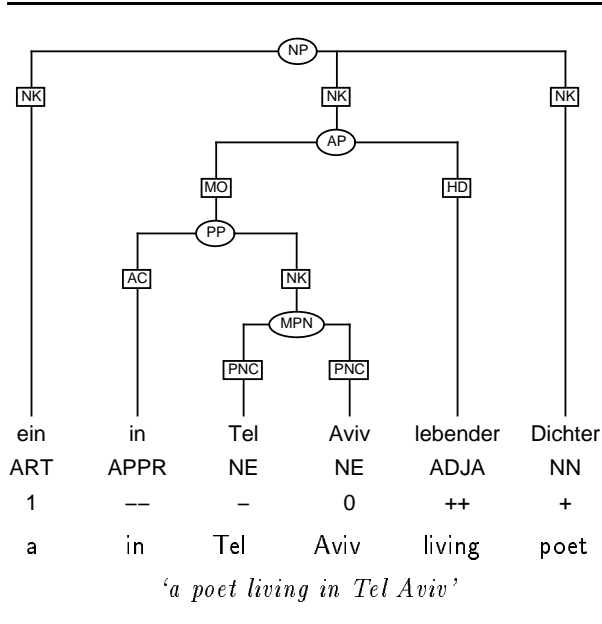 NP
NK NK NK
AP
MO HD
PP
AC NK
MPN
PNC PNC
ein in Tel Aviv lebender Dichter
ART APPR NE NE ADJA NN
1 −− − 0 ++ +
a in Tel Aviv living poet
‘a poet living in Tel Aviv’